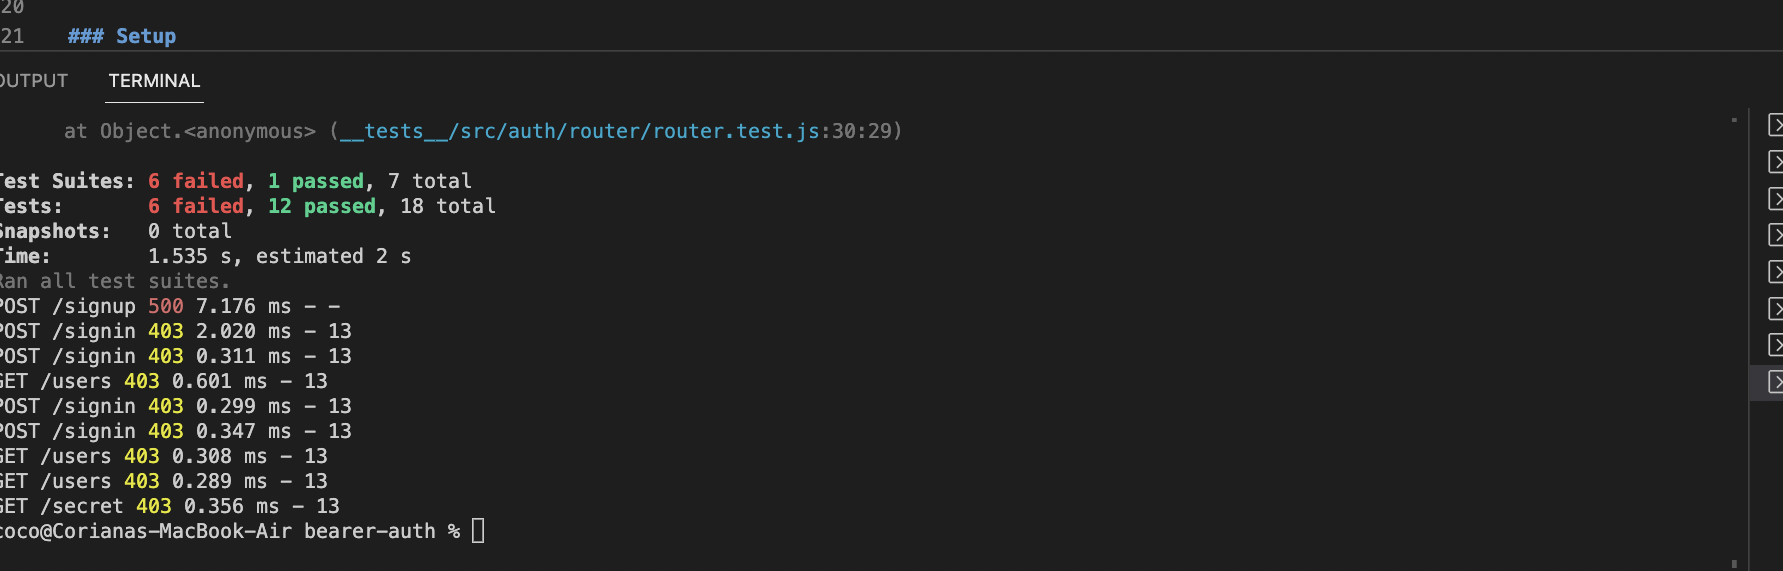 20
21 ### Setup
OUTPUT TERMINAL
at Object.<anonymous> (__tests__/src/auth/router/router.test.js:30:29)
Test Suites: 6 failed, 1 passed, 7 total
Tests: 6 failed, 12 passed, 18 total
Snapshots: 0 total
Time: 1.535 s, estimated 2 s
Ran all test suites.
POST /signup 500 7.176 ms - -
POST /signin 403 2.020 ms - 13
POST /signin 403 0.311 ms - 13
GET /users 403 0.601 ms - 13
POST /signin 403 0.299 ms - 13
POST /signin 403 0.347 ms - 13
GET /users 403 0.308 ms - 13
GET /users 403 0.289 ms - 13
GET /secret 403 0.356 ms - 13
coco@Corianas-MacBook-Air bearer-auth %